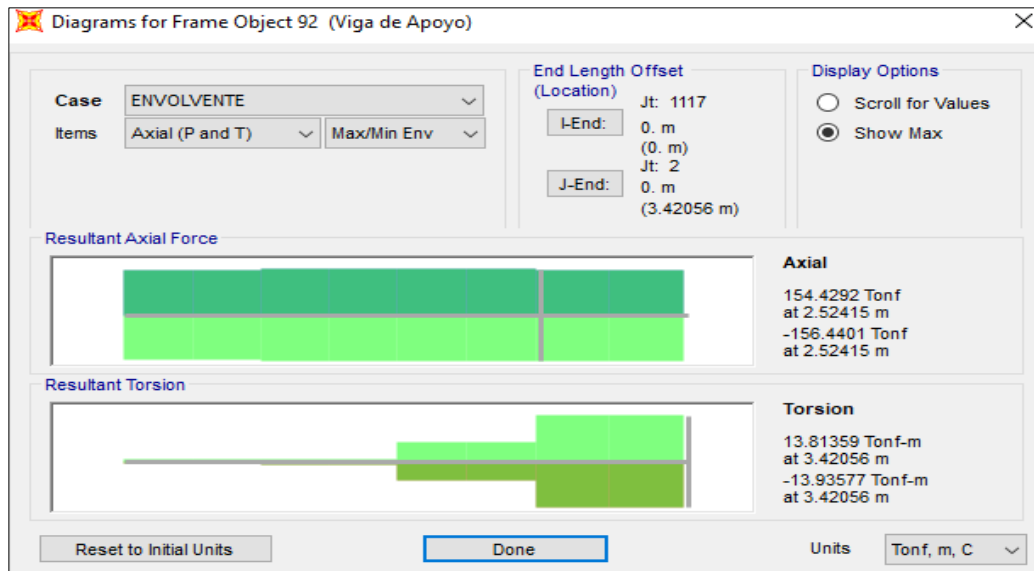 Diagrams for Frame Object 92 (Viga de Apoyo)
Case ENVOLVENTE
Items Axial (P and T) Max/Min Env
End Length Offset
(Location)
Jt: 1117
I-End: 0. m
(0. m)
Jt: 2
J-End: 0. m
(3.42056 m)
Display Options
Scroll for Values
Show Max
Resultant Axial Force
Axial
154.4292 Tonf
at 2.52415 m
-156.4401 Tonf
at 2.52415 m
Resultant Torsion
Torsion
13.81359 Tonf-m
at 3.42056 m
-13.93577 Tonf-m
at 3.42056 m
Reset to Initial Units
Done
Units Tonf, m, C